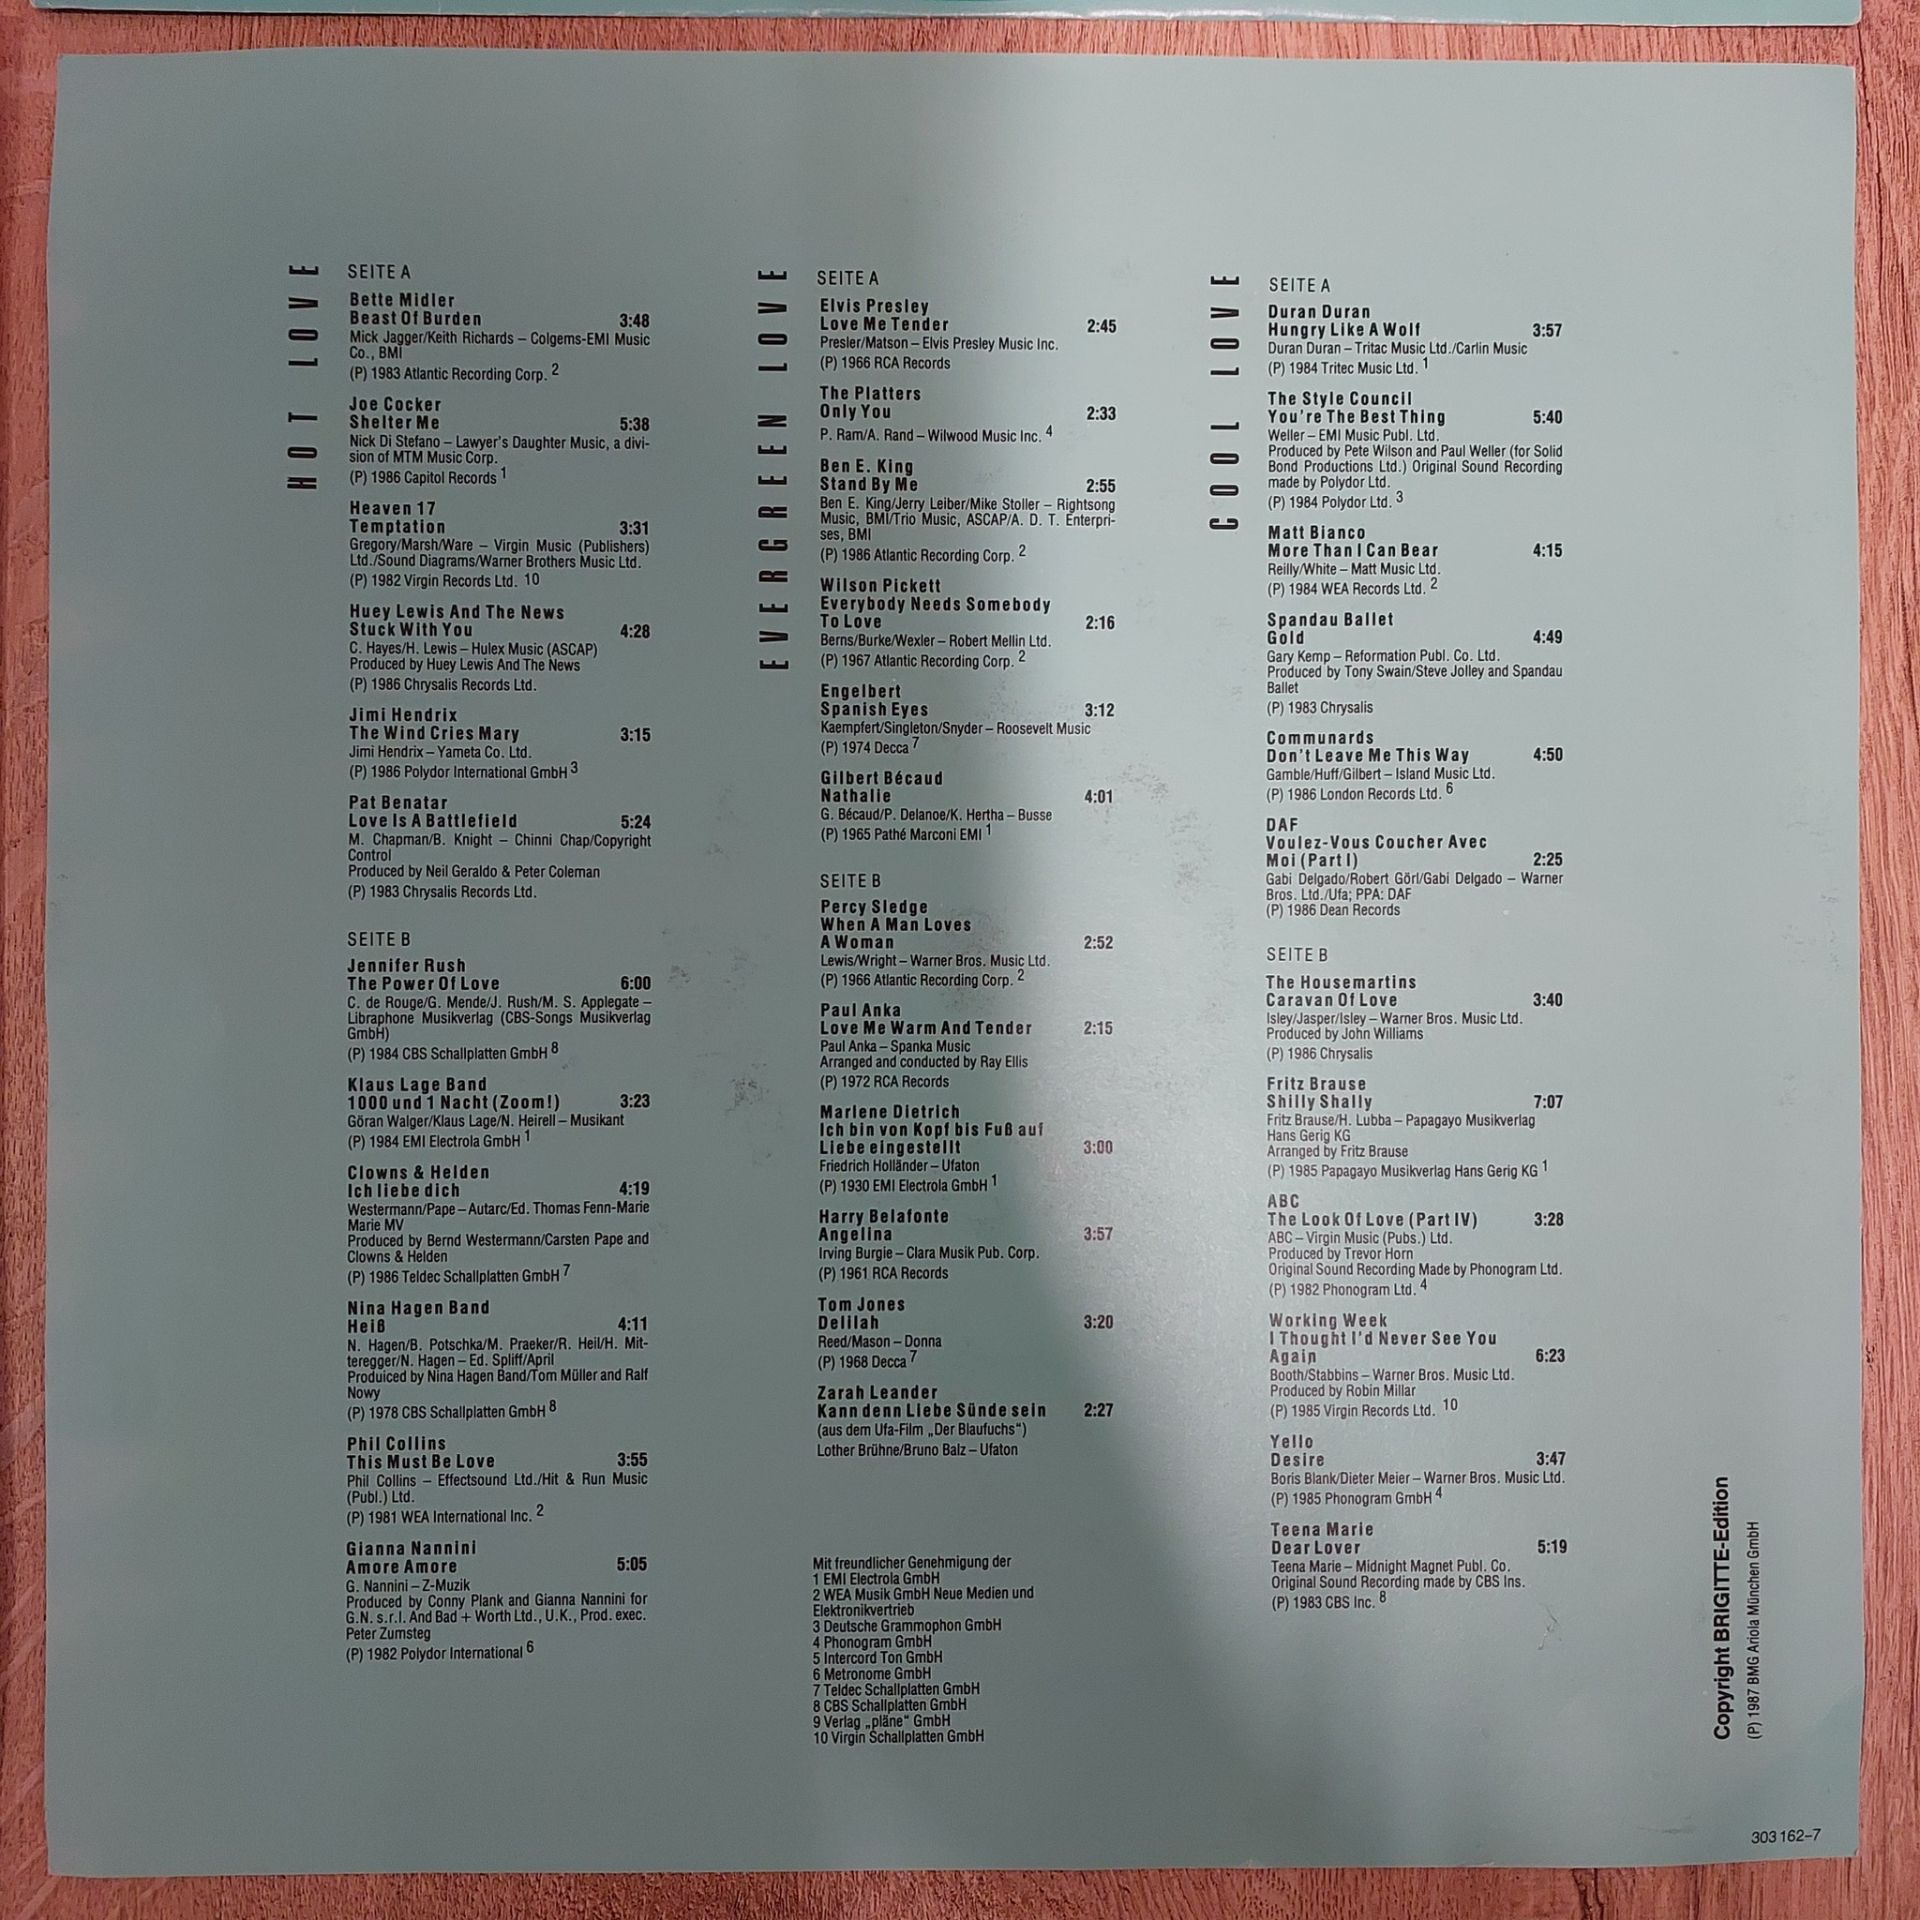 HOT LOVE
SEITE A
Bette Midler
Beast Of Burden 3:48
Mick Jagger/Keith Richards – Colgems-EMI Music
Co., BMI
(P) 1983 Atlantic Recording Corp. 2
Joe Cocker
Shelter Me 5:38
Nick Di Stefano – Lawyer's Daughter Music, a divi-
sion of MTM Music Corp.
(P) 1986 Capitol Records 1
Heaven 17
Temptation 3:31
Gregory/Marsh/Ware – Virgin Music (Publishers)
Ltd./Sound Diagrams/Warner Brothers Music Ltd.
(P) 1982 Virgin Records Ltd. 10
Huey Lewis And The News
Stuck With You 4:28
C. Hayes/H. Lewis – Hulex Music (ASCAP)
Produced by Huey Lewis And The News
(P) 1986 Chrysalis Records Ltd.
Jimi Hendrix
The Wind Cries Mary 3:15
Jimi Hendrix – Yameta Co. Ltd.
(P) 1986 Polydor International GmbH 3
Pat Benatar
Love Is A Battlefield 5:24
M. Chapman/B. Knight – Chinni Chap/Copyright
Control
Produced by Neil Geraldo & Peter Coleman
(P) 1983 Chrysalis Records Ltd.
SEITE B
Jennifer Rush
The Power Of Love 6:00
C. de Rouge/G. Mende/J. Rush/M. S. Applegate –
Libraphone Musikverlag (CBS-Songs Musikverlag
GmbH)
(P) 1984 CBS Schallplatten GmbH 8
Klaus Lage Band
1000 und 1 Nacht (Zoom!) 3:23
Göran Walger/Klaus Lage/N. Heirell – Musikant
(P) 1984 EMI Electrola GmbH 1
Clowns & Helden
Ich liebe dich 4:19
Westermann/Pape – Autarc/Ed. Thomas Fenn-Marie
Marie MV
Produced by Bernd Westermann/Carsten Pape and
Clowns & Helden
(P) 1986 Teldec Schallplatten GmbH 7
Nina Hagen Band
Heiß 4:11
N. Hagen/B. Potschka/M. Praeker/R. Heil/H. Mit-
teregger/N. Hagen – Ed. Spliff/April
Produiced by Nina Hagen Band/Tom Müller and Ralf
Nowy
(P) 1978 CBS Schallplatten GmbH 8
Phil Collins
This Must Be Love 3:55
Phil Collins – Effectsound Ltd./Hit & Run Music
(Publ.) Ltd.
(P) 1981 WEA International Inc. 2
Gianna Nannini
Amore Amore 5:05
G. Nannini – Z-Muzik
Produced by Conny Plank and Gianna Nannini for
G.N. s.r.l. And Bad + Worth Ltd., U.K., Prod. exec.
Peter Zumsteg
(P) 1982 Polydor International 6
EVERGREEN LOVE
SEITE A
Elvis Presley
Love Me Tender 2:45
Presler/Matson – Elvis Presley Music Inc.
(P) 1966 RCA Records
The Platters
Only You 2:33
P. Ram/A. Rand – Wilwood Music Inc. 4
Ben E. King
Stand By Me 2:55
Ben E. King/Jerry Leiber/Mike Stoller – Rightsong
Music, BMI/Trio Music, ASCAP/A. D. T. Enterpri-
ses, BMI
(P) 1986 Atlantic Recording Corp. 2
Wilson Pickett
Everybody Needs Somebody
To Love 2:16
Berns/Burke/Wexler – Robert Mellin Ltd.
(P) 1967 Atlantic Recording Corp. 2
Engelbert
Spanish Eyes 3:12
Kaempfert/Singleton/Snyder – Roosevelt Music
(P) 1974 Decca 7
Gilbert Bécaud
Nathalie 4:01
G. Bécaud/P. Delanoe/K. Hertha – Busse
(P) 1965 Pathé Marconi EMI 1
SEITE B
Percy Sledge
When A Man Loves
A Woman 2:52
Lewis/Wright – Warner Bros. Music Ltd.
(P) 1966 Atlantic Recording Corp. 2
Paul Anka
Love Me Warm And Tender 2:15
Paul Anka – Spanka Music
Arranged and conducted by Ray Ellis
(P) 1972 RCA Records
Marlene Dietrich
Ich bin von Kopf bis Fuß auf
Liebe eingestellt 3:00
Friedrich Holländer – Ufaton
(P) 1930 EMI Electrola GmbH 1
Harry Belafonte
Angelina 3:57
Irving Burgie – Clara Musik Pub. Corp.
(P) 1961 RCA Records
Tom Jones
Delilah 3:20
Reed/Mason – Donna
(P) 1968 Decca 7
Zarah Leander
Kann denn Liebe Sünde sein 2:27
(aus dem Ufa-Film „Der Blaufuchs“)
Lother Brühne/Bruno Balz – Ufaton
Mit freundlicher Genehmigung der
1 EMI Electrola GmbH
2 WEA Musik GmbH Neue Medien und
Elektronikvertrieb
3 Deutsche Grammophon GmbH
4 Phonogram GmbH
5 Intercord Ton GmbH
6 Metronome GmbH
7 Teldec Schallplatten GmbH
8 CBS Schallplatten GmbH
9 Verlag „pläne“ GmbH
10 Virgin Schallplatten GmbH
COOL LOVE
SEITE A
Duran Duran
Hungry Like A Wolf 3:57
Duran Duran – Tritac Music Ltd./Carlin Music
(P) 1984 Tritec Music Ltd. 1
The Style Council
You're The Best Thing 5:40
Weller – EMI Music Publ. Ltd.
Produced by Pete Wilson and Paul Weller (for Solid
Bond Productions Ltd.) Original Sound Recording
made by Polydor Ltd.
(P) 1984 Polydor Ltd. 3
Matt Bianco
More Than I Can Bear 4:15
Reilly/White – Matt Music Ltd.
(P) 1984 WEA Records Ltd. 2
Spandau Ballet
Gold 4:49
Gary Kemp – Reformation Publ. Co. Ltd.
Produced by Tony Swain/Steve Jolley and Spandau
Ballet
(P) 1983 Chrysalis
Communards
Don't Leave Me This Way 4:50
Gamble/Huff/Gilbert – Island Music Ltd.
(P) 1986 London Records Ltd. 6
DAF
Voulez-Vous Coucher Avec
Moi (Part I) 2:25
Gabi Delgado/Robert Görl/Gabi Delgado – Warner
Bros. Ltd./Ufa; PPA: DAF
(P) 1986 Dean Records
SEITE B
The Housemartins
Caravan Of Love 3:40
Isley/Jasper/Isley – Warner Bros. Music Ltd.
Produced by John Williams
(P) 1986 Chrysalis
Fritz Brause
Shilly Shally 7:07
Fritz Brause/H. Lubba – Papagayo Musikverlag
Hans Gerig KG
Arranged by Fritz Brause
(P) 1985 Papagayo Musikverlag Hans Gerig KG 1
ABC
The Look Of Love (Part IV) 3:28
ABC – Virgin Music (Pubs.) Ltd.
Produced by Trevor Horn
Original Sound Recording Made by Phonogram Ltd.
(P) 1982 Phonogram Ltd. 4
Working Week
I Thought I'd Never See You
Again 6:23
Booth/Stabbins – Warner Bros. Music Ltd.
Produced by Robin Millar
(P) 1985 Virgin Records Ltd. 10
Yello
Desire 3:47
Boris Blank/Dieter Meier – Warner Bros. Music Ltd.
(P) 1985 Phonogram GmbH 4
Teena Marie
Dear Lover 5:19
Teena Marie – Midnight Magnet Publ. Co.
Original Sound Recording made by CBS Ins.
(P) 1983 CBS Inc. 8
Copyright BRIGITTE-Edition
(P) 1987 BMG Ariola München GmbH
303 162-7